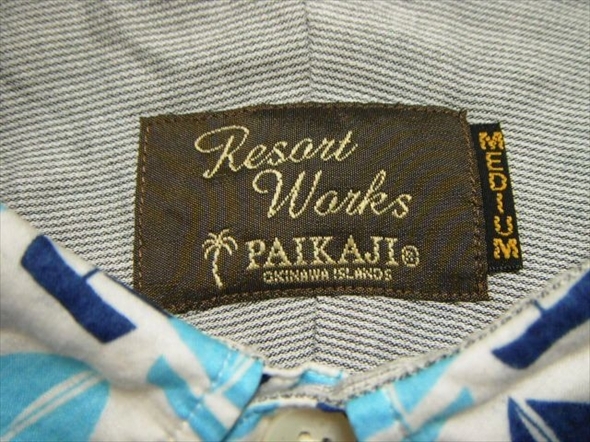 Resort
Works
PAIKAJI®
OKINAWA ISLANDS
MEDIUM